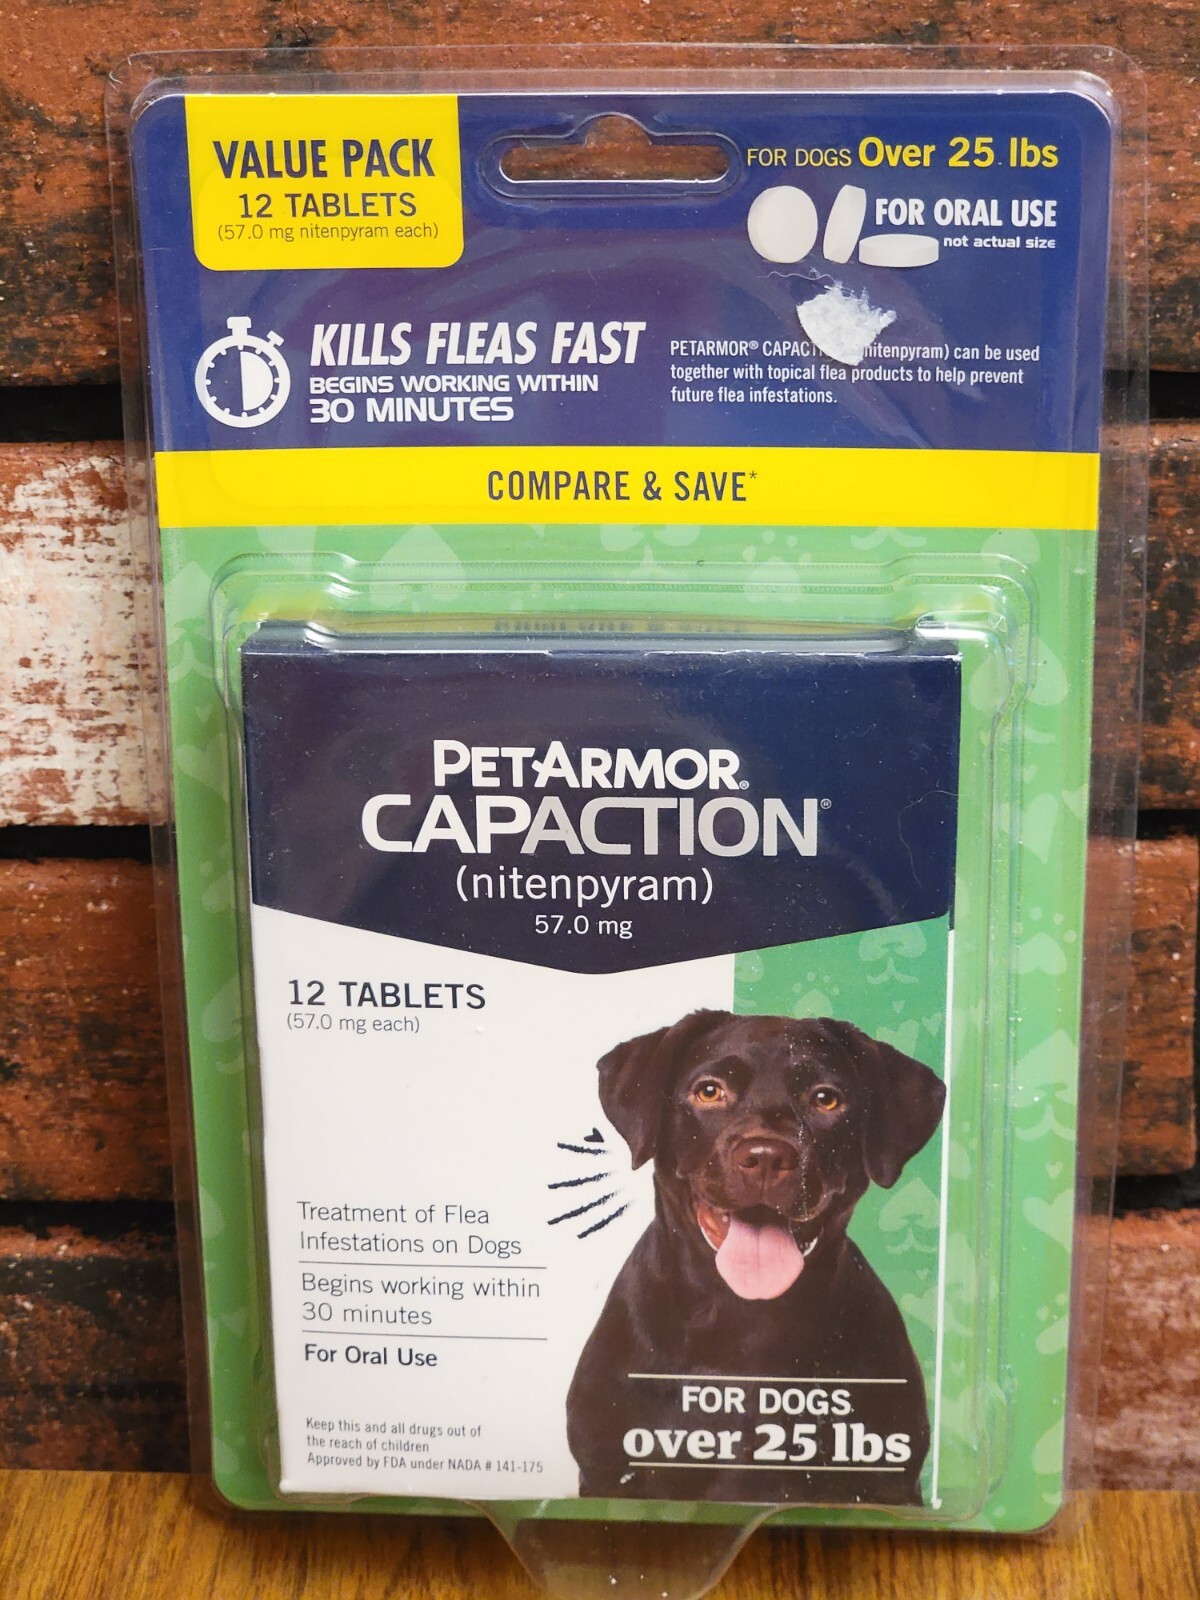 VALUE PACK
12 TABLETS
(57.0 mg nitenpyram each)
FOR DOGS Over 25 lbs
FOR ORAL USE
not actual size
KILLS FLEAS FAST
BEGINS WORKING WITHIN
30 MINUTES
PETARMOR® CAPACT nitenpyram) can be used
together with topical flea products to help prevent
future flea infestations.
COMPARE & SAVE*
PETARMOR®
CAPACTION®
(nitenpyram)
57.0 mg
12 TABLETS
(57.0 mg each)
Treatment of Flea
Infestations on Dogs
Begins working within
30 minutes
For Oral Use
Keep this and all drugs out of
the reach of children
Approved by FDA under NADA # 141-175
FOR DOGS
over 25 lbs